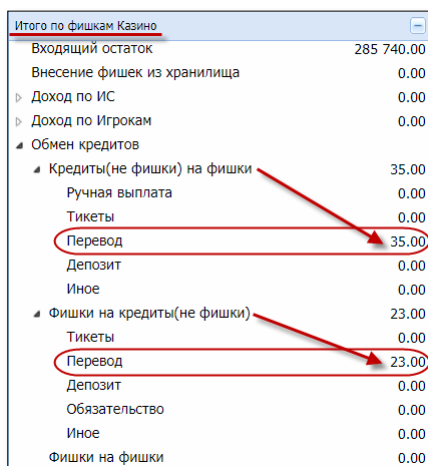 Итого по фишкам Казино
Входящий остаток 285 740.00
Внесение фишек из хранилища 0.00
Доход по ИС 0.00
Доход по Игрокам 0.00
Обмен кредитов
Кредиты(не фишки) на фишки 35.00
Ручная выплата 0.00
Тикеты 0.00
Перевод 35.00
Депозит 0.00
Иное 0.00
Фишки на кредиты(не фишки) 23.00
Тикеты 0.00
Перевод 23.00
Депозит 0.00
Обязательство 0.00
Иное 0.00
Фишки на фишки 0.00